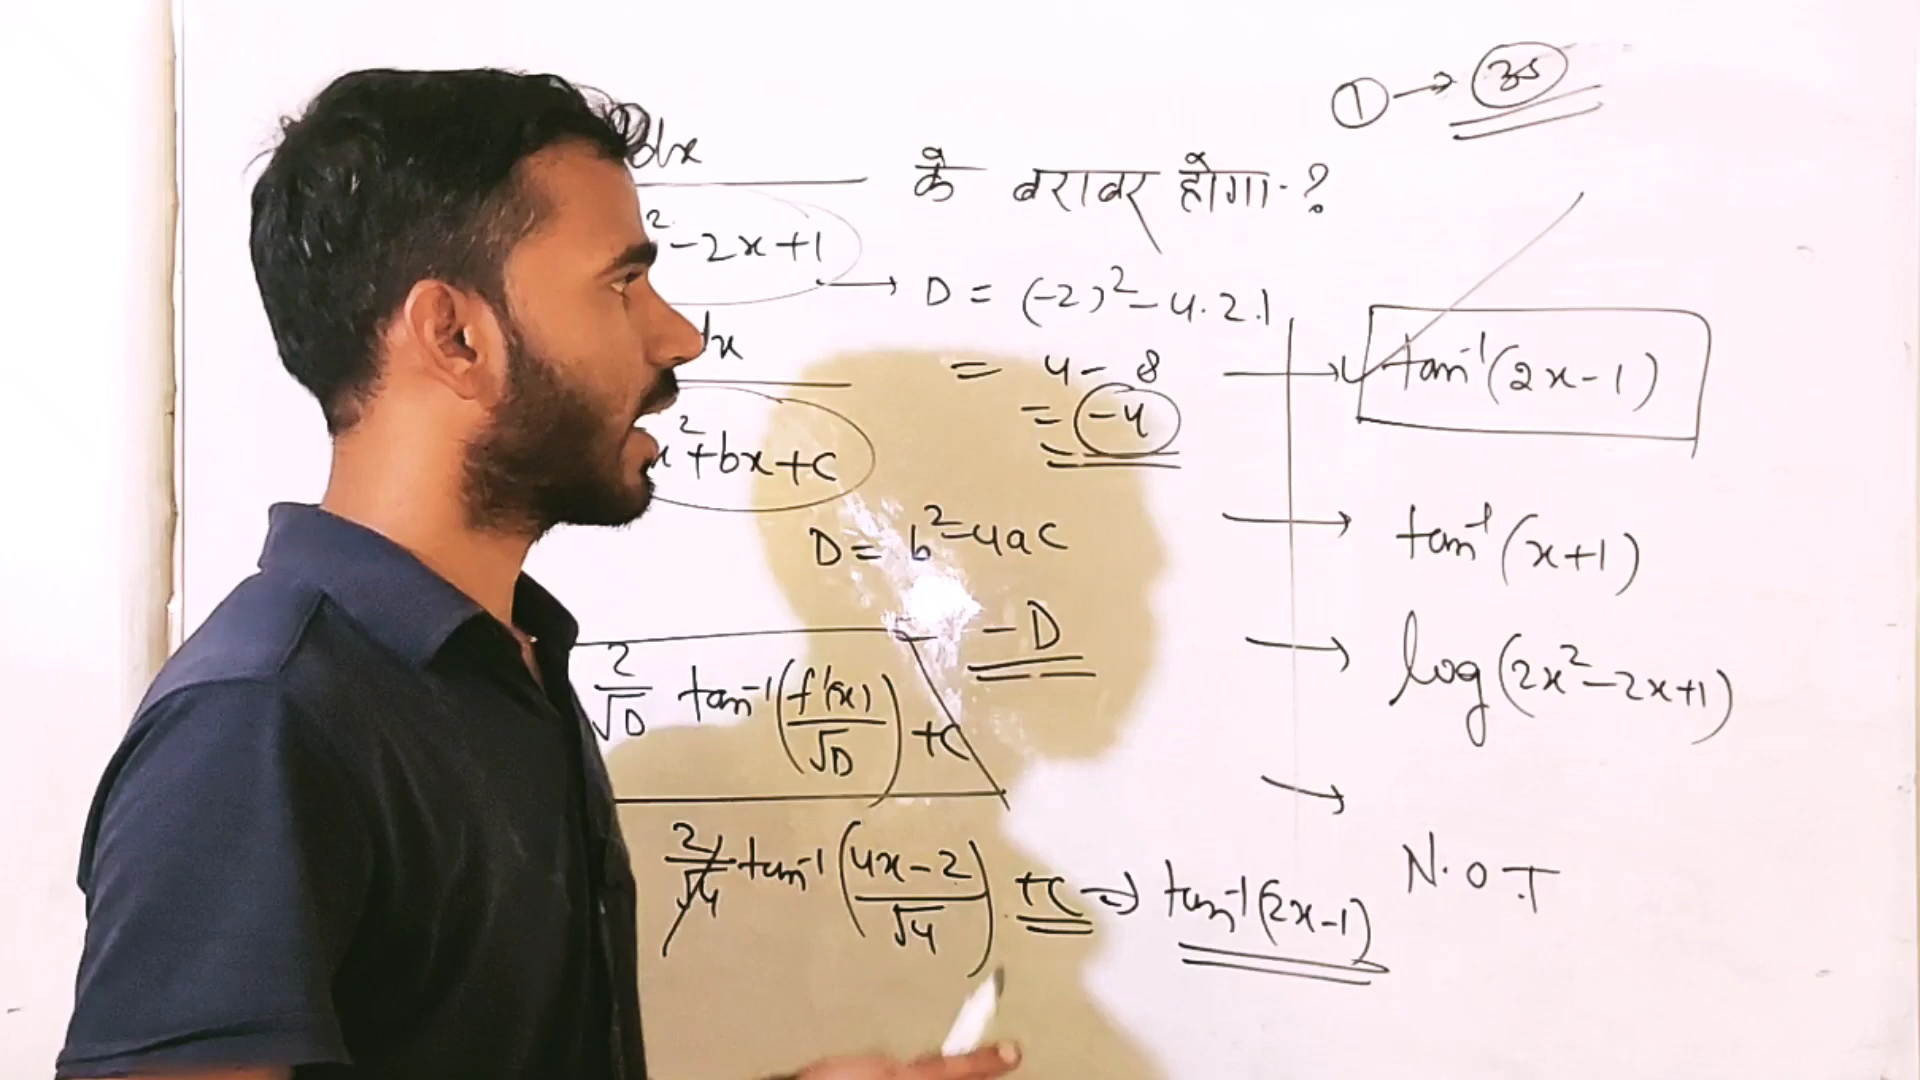 ① → ㉚
dx के बराबर होगा-?
²-2x+1 → D = (-2)²-4.2.1
dx
= 4-8
= -4
x²+bx+c
D = b²-4ac
-D
2/√D tan⁻¹(f'(x)/√D)+c
2/√4 tan⁻¹(4x-2/√4)+c ⇒ tan⁻¹(2x-1)
→ tan⁻¹(2x-1)
→ tan⁻¹(x+1)
→ log(2x²-2x+1)
→ N.O.T